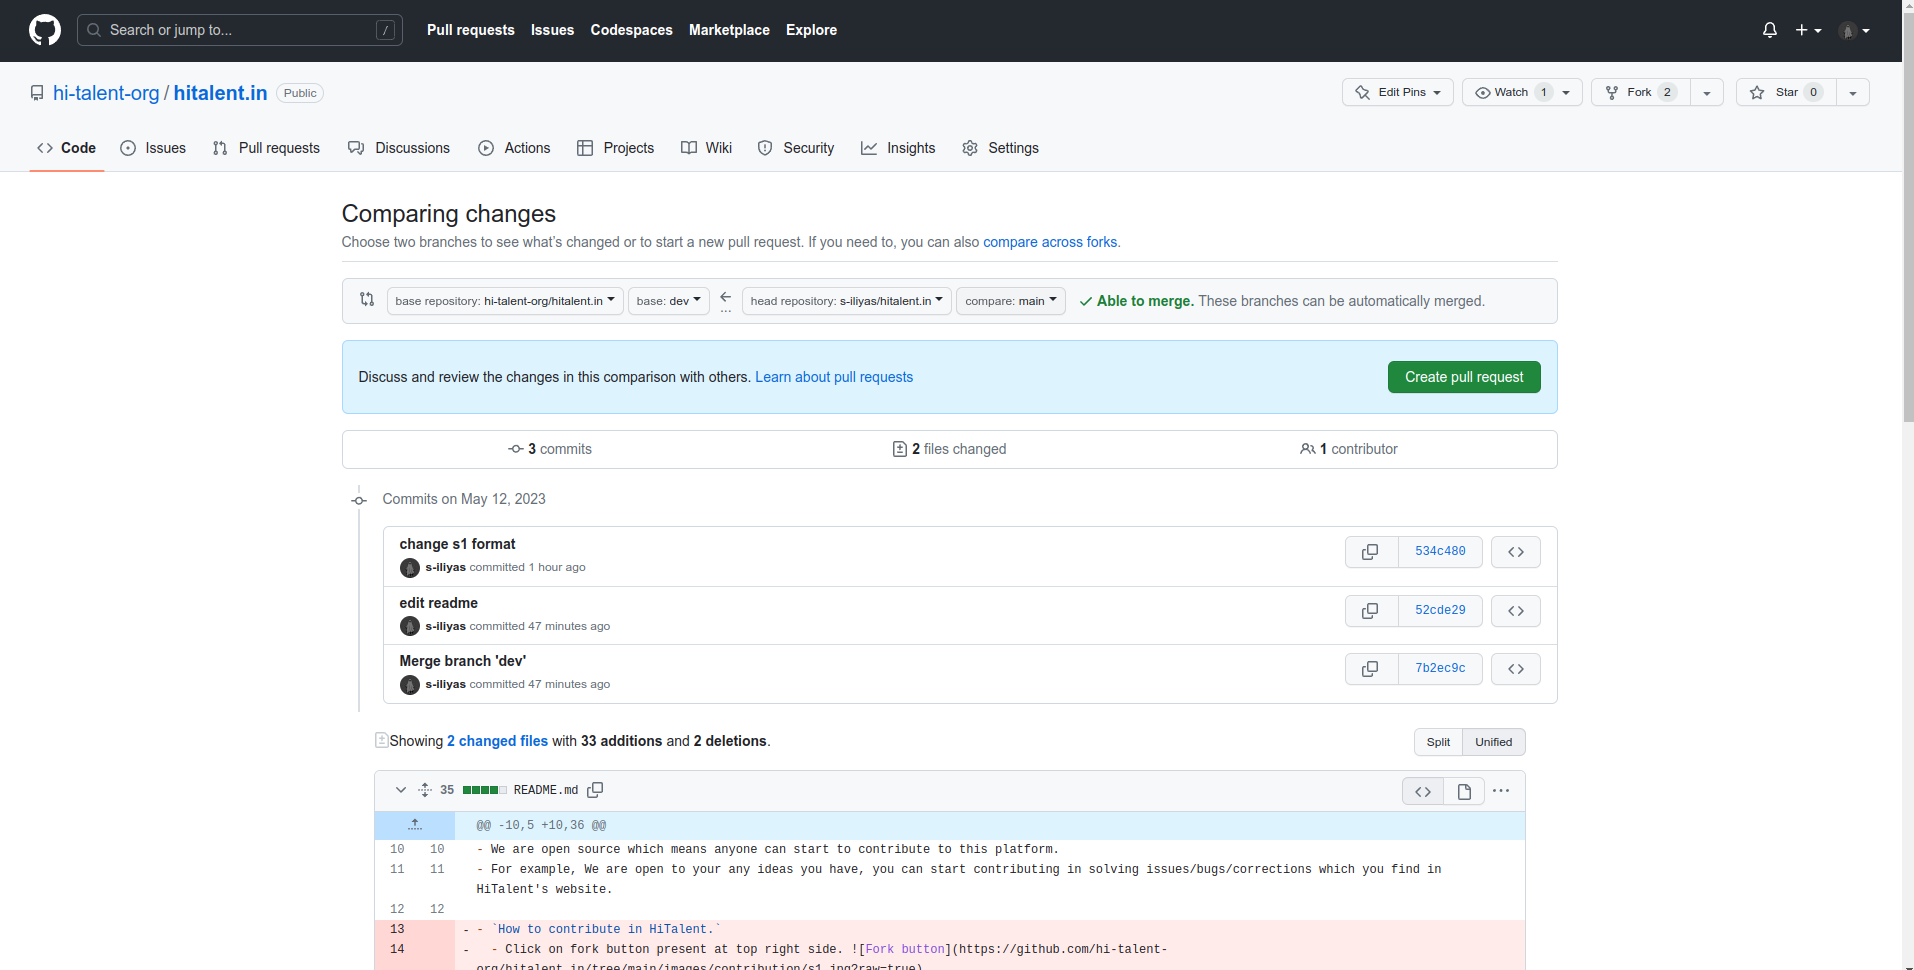 Search or jump to... /
Pull requests Issues Codespaces Marketplace Explore
hi-talent-org / hitalent.in Public
Edit Pins Watch 1 Fork 2 Star 0
Code Issues Pull requests Discussions Actions Projects Wiki Security Insights Settings
Comparing changes
Choose two branches to see what's changed or to start a new pull request. If you need to, you can also compare across forks.
base repository: hi-talent-org/hitalent.in base: dev ... head repository: s-iliyas/hitalent.in compare: main Able to merge. These branches can be automatically merged.
Discuss and review the changes in this comparison with others. Learn about pull requests Create pull request
3 commits 2 files changed 1 contributor
Commits on May 12, 2023
change s1 format
s-iliyas committed 1 hour ago 534c480
edit readme
s-iliyas committed 47 minutes ago 52cde29
Merge branch 'dev'
s-iliyas committed 47 minutes ago 7b2ec9c
Showing 2 changed files with 33 additions and 2 deletions. Split Unified
35 README.md
@@ -10,5 +10,36 @@
10 10 - We are open source which means anyone can start to contribute to this platform.
11 11 - For example, We are open to your any ideas you have, you can start contributing in solving issues/bugs/corrections which you find in
HiTalent's website.
12 12
13 - - `How to contribute in HiTalent.`
14 - - Click on fork button present at top right side. ![Fork button](https://github.com/hi-talent-
org/hitalent.in/tree/main/images/contribution/s1.jpg?raw=true)